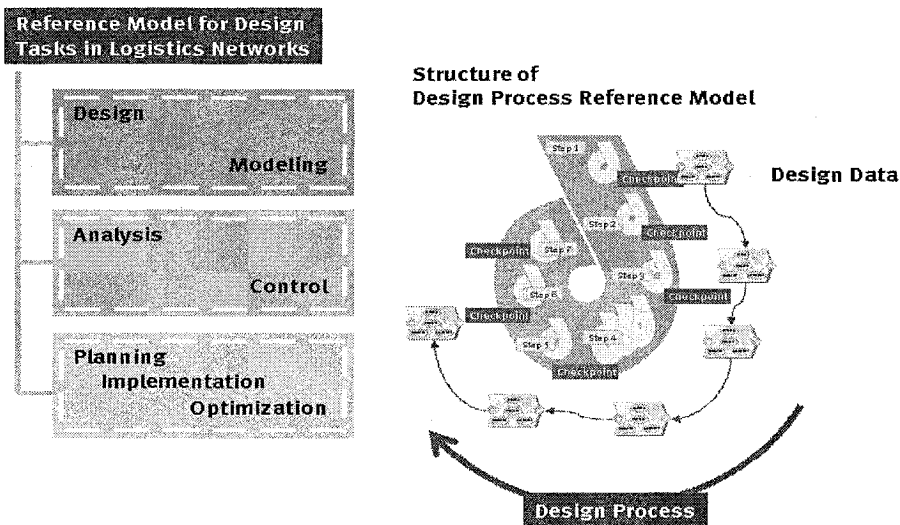 Reference Model for Design
Tasks in Logistics Networks
Design
Modeling
Analysis
Control
Planning
Implementation
Optimization
Structure of
Design Process Reference Model
Design Data
Step 1
Checkpoint
Step 2
Checkpoint
Step 3
Checkpoint
Step 4
Checkpoint
Step 5
Checkpoint
Step 6
Checkpoint
Step 7
Design Process